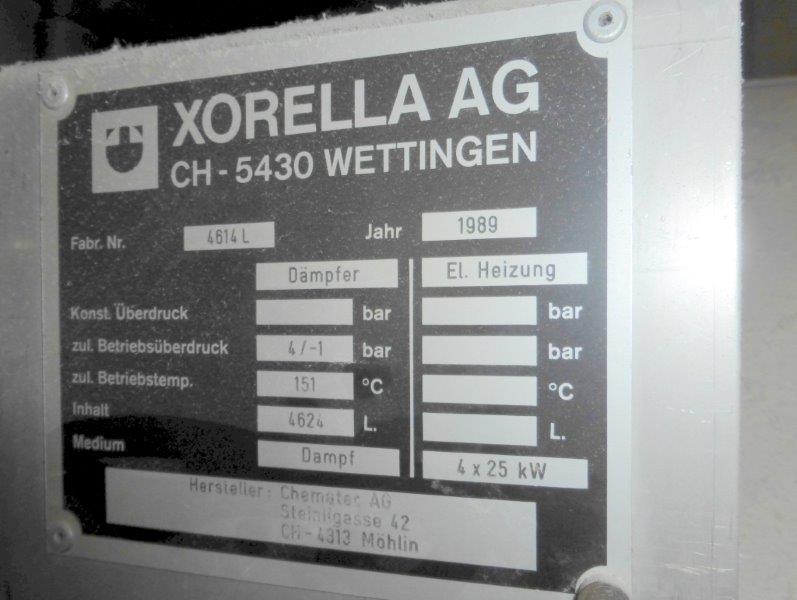 XORELLA AG
CH - 5430 WETTINGEN
Fabr. Nr. 4614 L Jahr 1989
Dämpfer El. Heizung
Konst. Überdruck bar bar
zul. Betriebsüberdruck 4/-1 bar bar
zul. Betriebstemp. 151 °C °C
Inhalt 4624 L. L.
Medium Dampf 4 x 25 kW
Hersteller: Chematec AG
42
CH - 4313 Möhlin